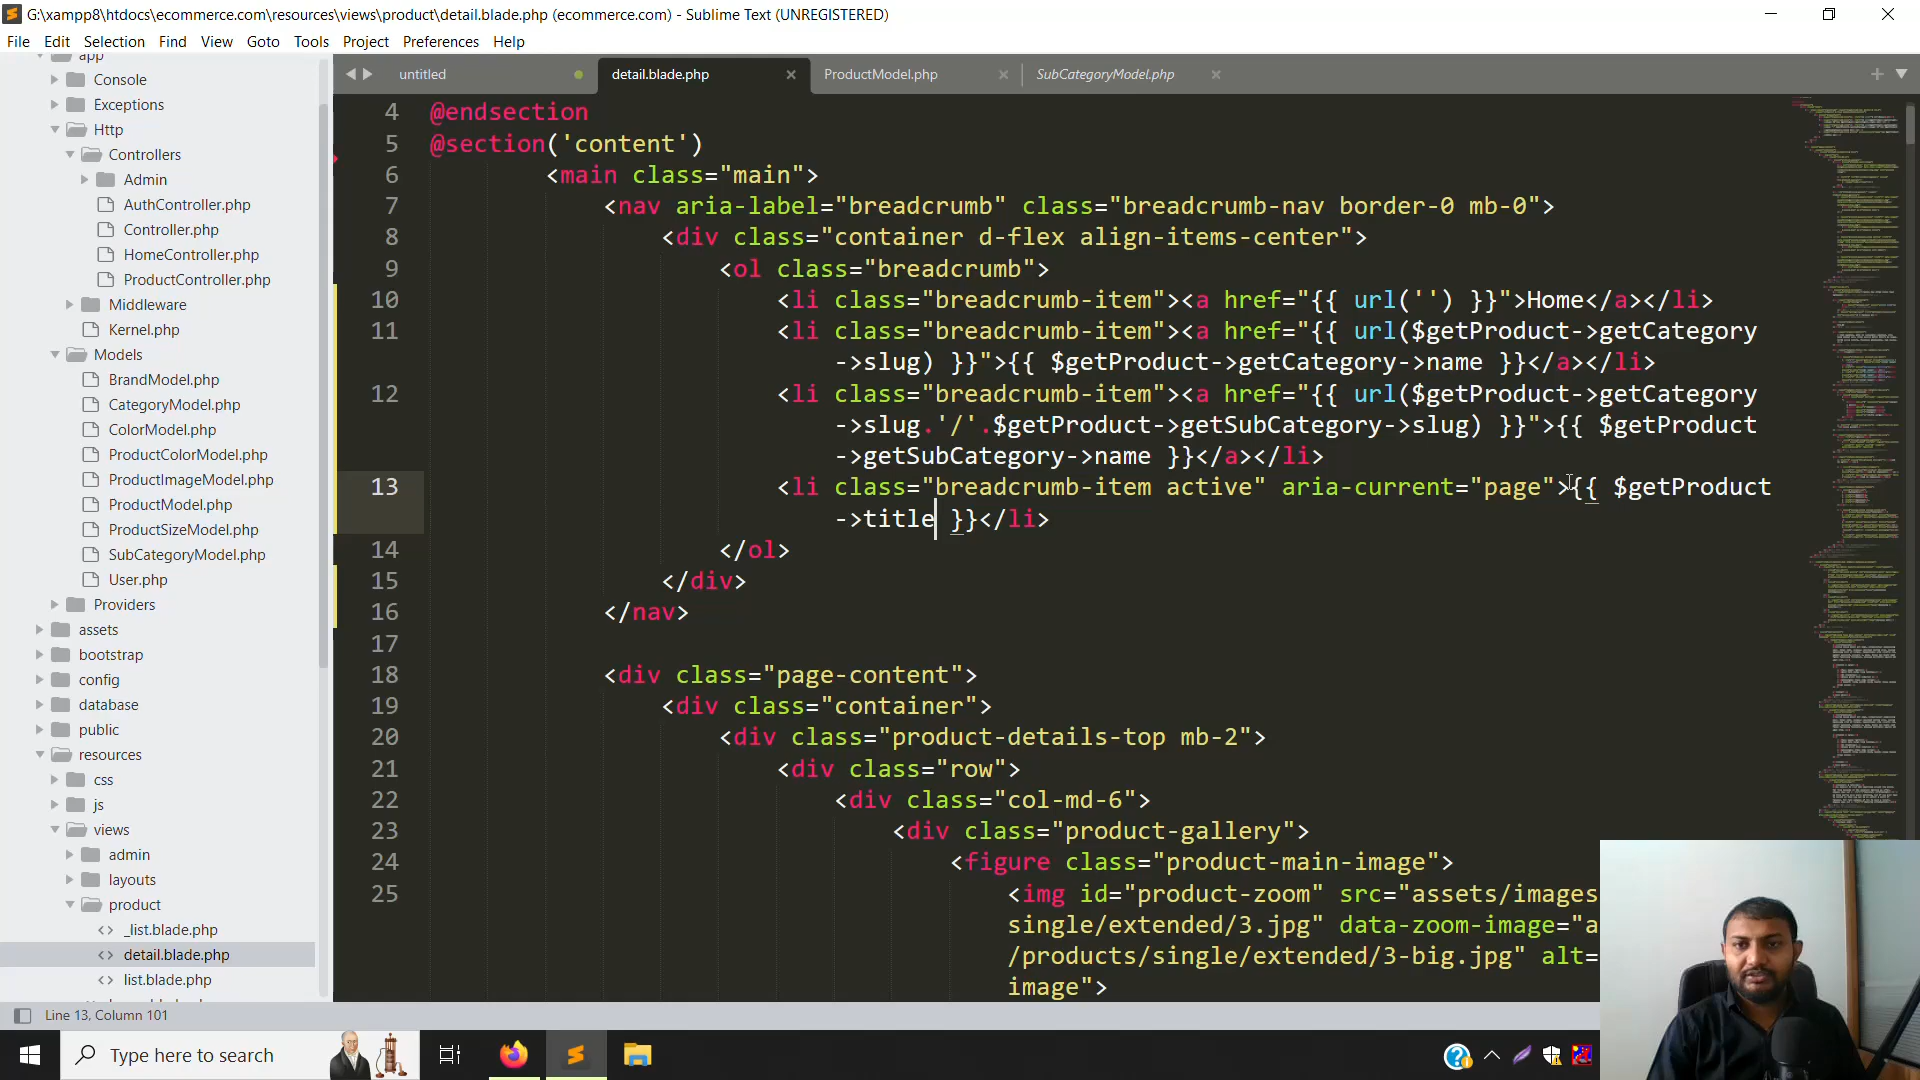 G:\xampp8\htdocs\ecommerce.com\resources\views\product\detail.blade.php (ecommerce.com) - Sublime Text (UNREGISTERED)
File Edit Selection Find View Goto Tools Project Preferences Help
app
Console
Exceptions
Http
Controllers
Admin
AuthController.php
Controller.php
HomeController.php
ProductController.php
Middleware
Kernel.php
Models
BrandModel.php
CategoryModel.php
ColorModel.php
ProductColorModel.php
ProductImageModel.php
ProductModel.php
ProductSizeModel.php
SubCategoryModel.php
User.php
Providers
assets
bootstrap
config
database
public
resources
css
js
views
admin
layouts
product
_list.blade.php
detail.blade.php
list.blade.php
untitled detail.blade.php ProductModel.php SubCategoryModel.php
4 @endsection
5 @section('content')
6 <main class="main">
7 <nav aria-label="breadcrumb" class="breadcrumb-nav border-0 mb-0">
8 <div class="container d-flex align-items-center">
9 <ol class="breadcrumb">
10 <li class="breadcrumb-item"><a href="{{ url('') }}">Home</a></li>
11 <li class="breadcrumb-item"><a href="{{ url($getProduct->getCategory
->slug) }}">{{ $getProduct->getCategory->name }}</a></li>
12 <li class="breadcrumb-item"><a href="{{ url($getProduct->getCategory
->slug.'/'.$getProduct->getSubCategory->slug) }}">{{ $getProduct
->getSubCategory->name }}</a></li>
13 <li class="breadcrumb-item active" aria-current="page">{{ $getProduct
->title }}</li>
14 </ol>
15 </div>
16 </nav>
17
18 <div class="page-content">
19 <div class="container">
20 <div class="product-details-top mb-2">
21 <div class="row">
22 <div class="col-md-6">
23 <div class="product-gallery">
24 <figure class="product-main-image">
25 <img id="product-zoom" src="assets/images
single/extended/3.jpg" data-zoom-image="a
/products/single/extended/3-big.jpg" alt=
image">
Line 13, Column 101
Type here to search